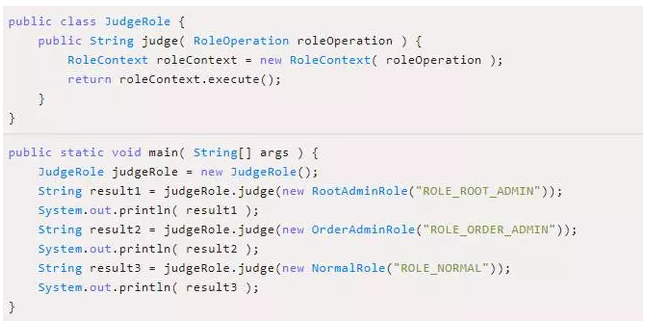 public class JudgeRole {
    public String judge( RoleOperation roleOperation ) {
        RoleContext roleContext = new RoleContext( roleOperation );
        return roleContext.execute();
    }
}
public static void main( String[] args ) {
    JudgeRole judgeRole = new JudgeRole();
    String result1 = judgeRole.judge(new RootAdminRole("ROLE_ROOT_ADMIN"));
    System.out.println( result1 );
    String result2 = judgeRole.judge(new OrderAdminRole("ROLE_ORDER_ADMIN"));
    System.out.println( result2 );
    String result3 = judgeRole.judge(new NormalRole("ROLE_NORMAL"));
    System.out.println( result3 );
}